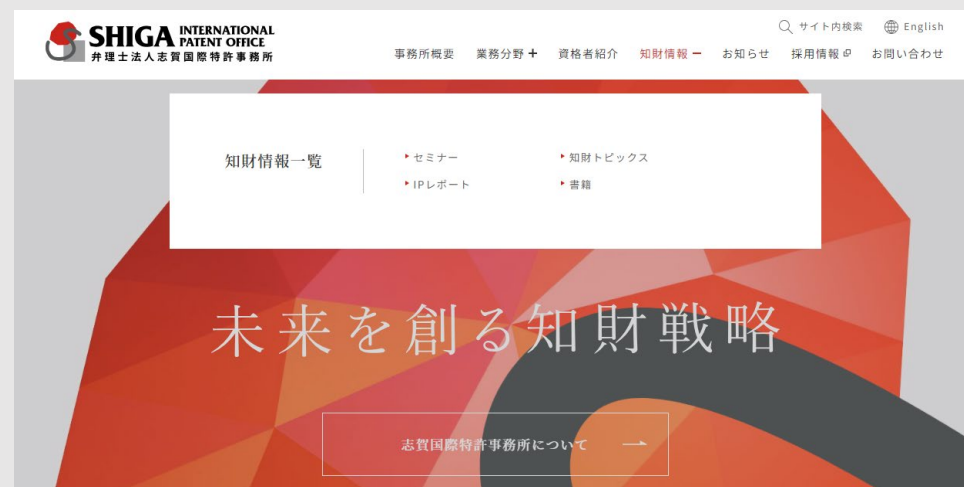 SHIGA INTERNATIONAL PATENT OFFICE
弁理士法人志賀国際特許事務所
サイト内検索 English
事務所概要 業務分野 + 資格者紹介 知財情報 − お知らせ 採用情報 お問い合わせ
知財情報一覧
セミナー 知財トピックス
IPレポート 書籍
未来を創る知財戦略
志賀国際特許事務所について